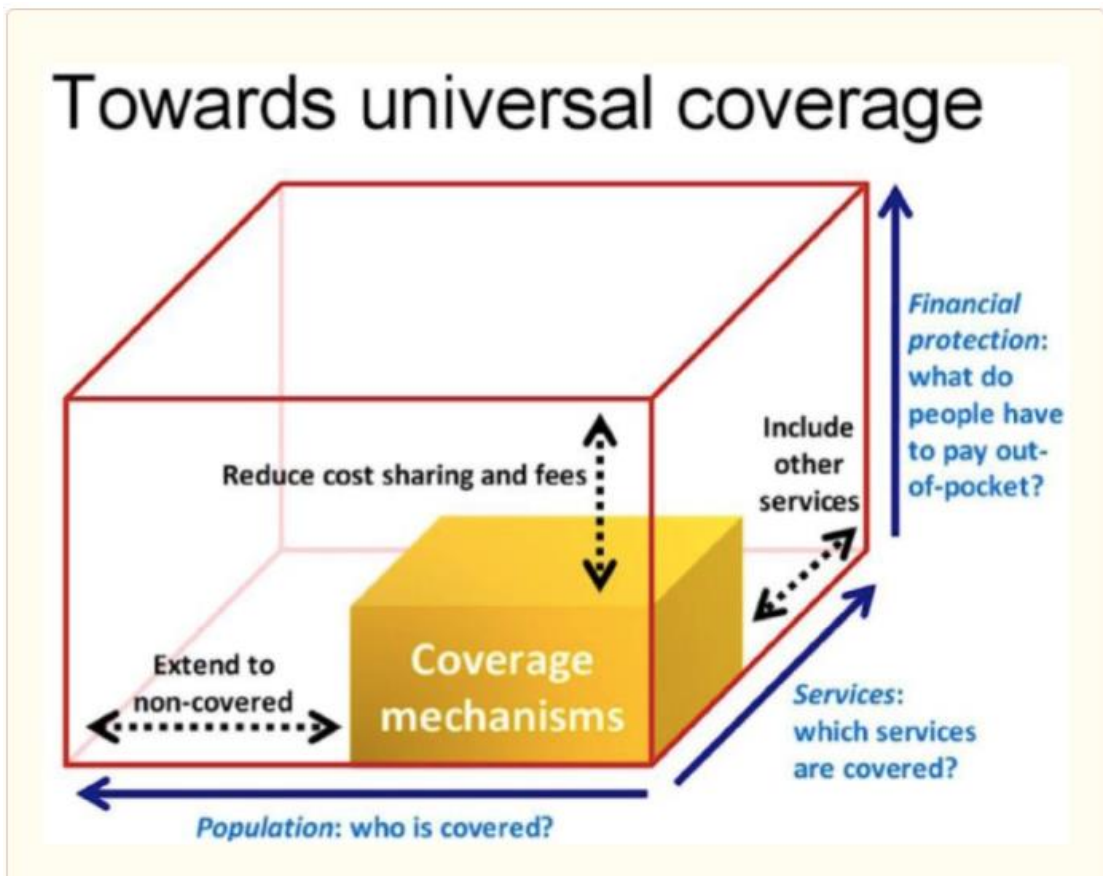 Towards universal coverage
Financial
protection:
what do
people have
to pay out-
of-pocket?
Include
other
services
Reduce cost sharing and fees
Coverage
mechanisms
Extend to
non-covered
Services:
which services
are covered?
Population: who is covered?